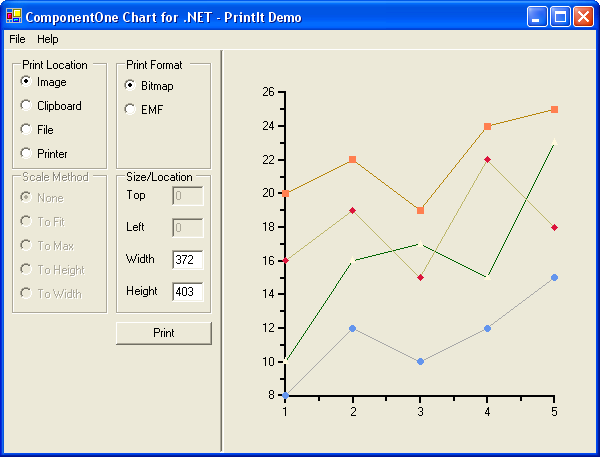 ComponentOne Chart for .NET - PrintIt Demo
File Help
Print Location
Image
Clipboard
File
Printer
Print Format
Bitmap
EMF
Scale Method
None
To Fit
To Max
To Height
To Width
Size/Location
Top 0
Left 0
Width 372
Height 403
Print
26
24
22
20
18
16
14
12
10
8
1 2 3 4 5